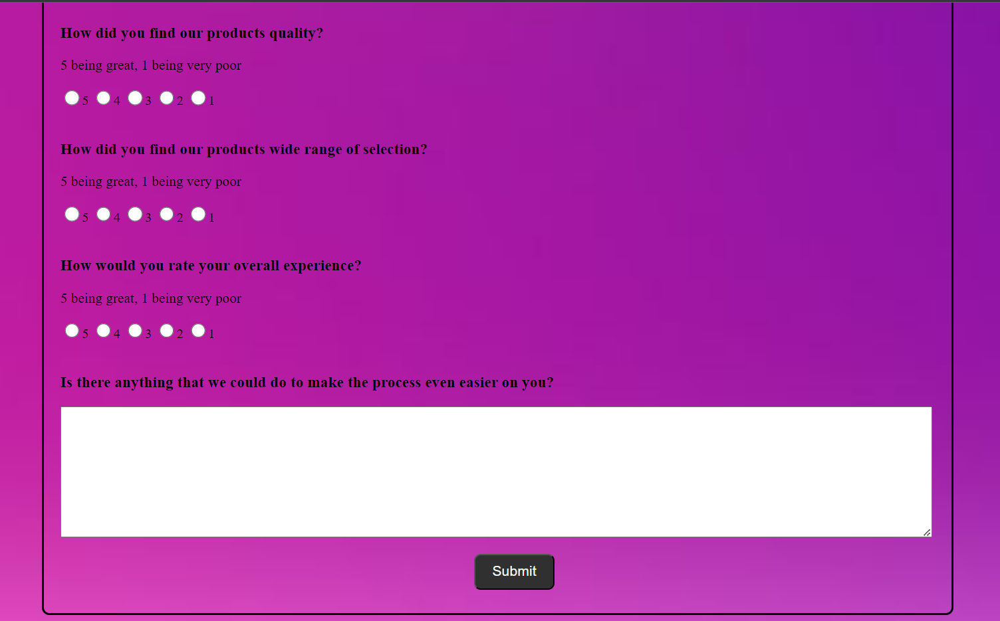 How did you find our products quality?
5 being great, 1 being very poor
5 4 3 2 1
How did you find our products wide range of selection?
5 being great, 1 being very poor
5 4 3 2 1
How would you rate your overall experience?
5 being great, 1 being very poor
5 4 3 2 1
Is there anything that we could do to make the process even easier on you?
Submit